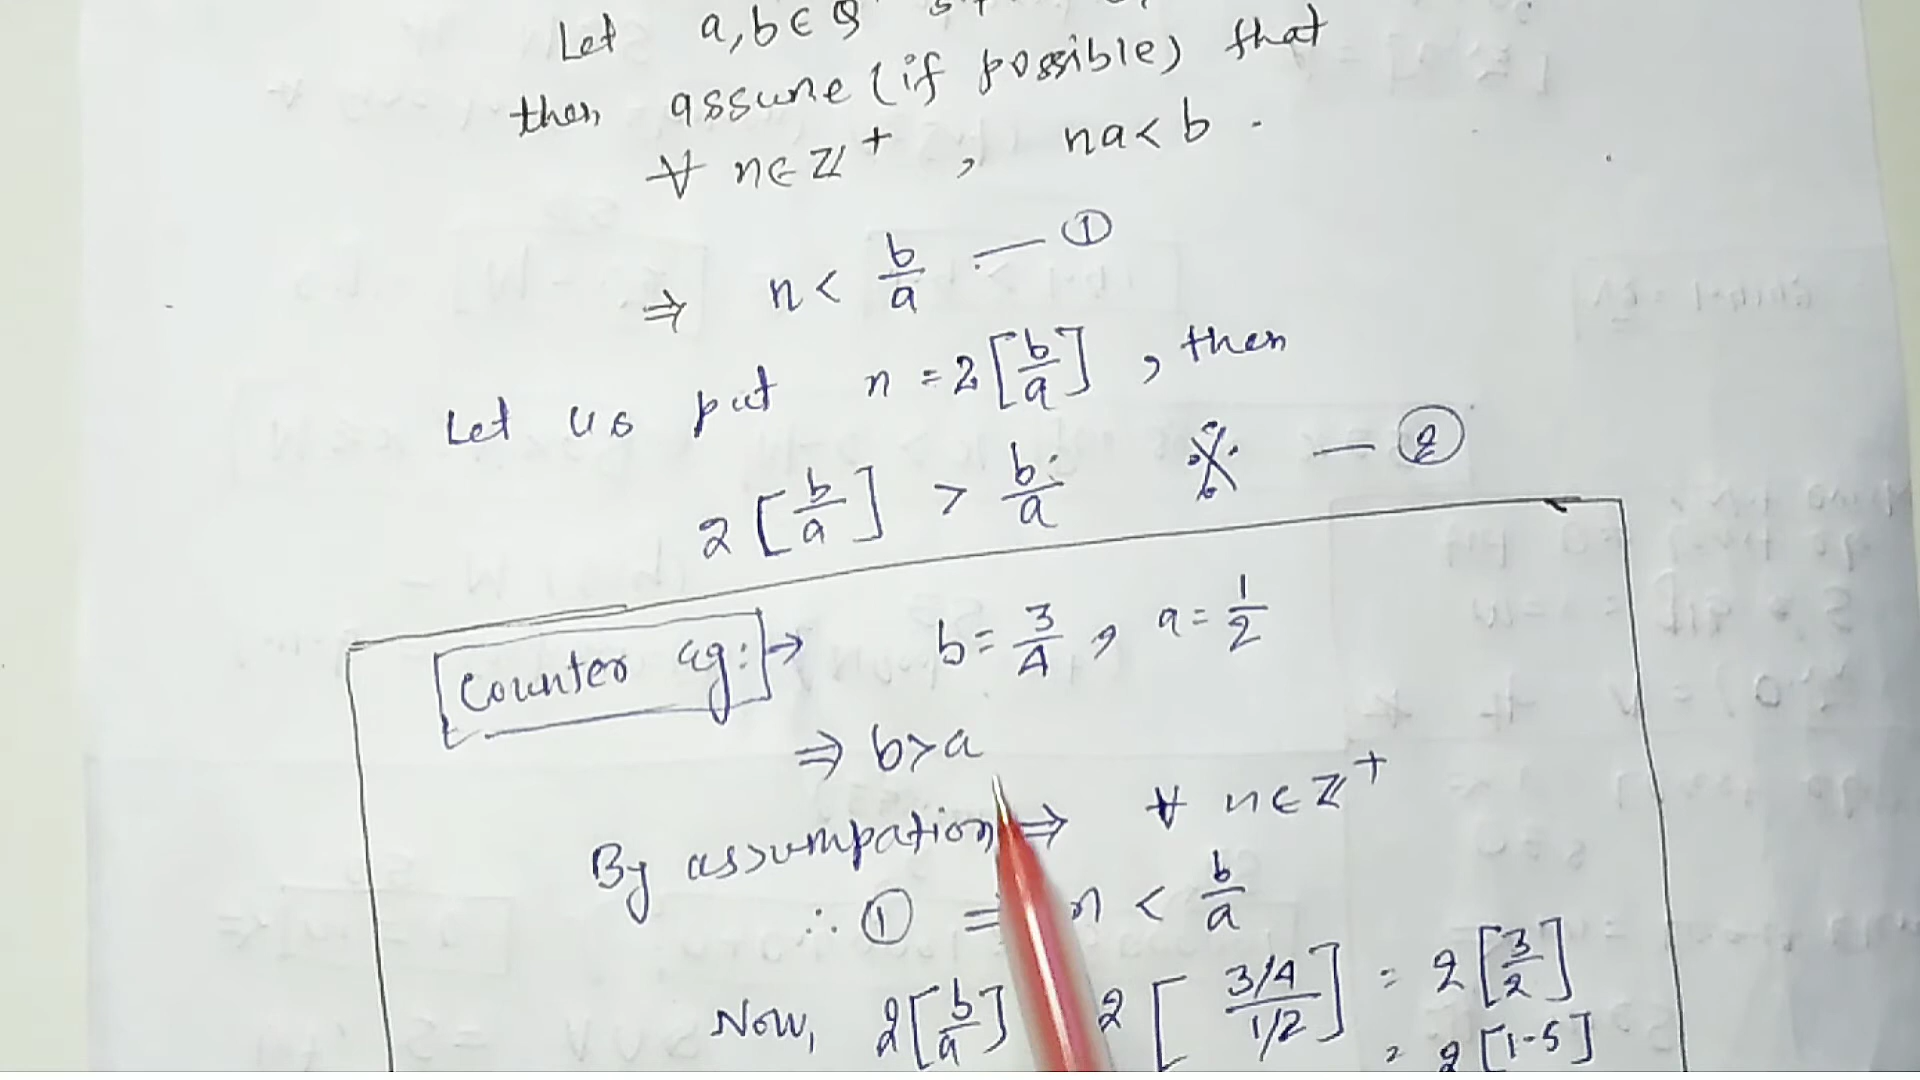 Let a, b ∈ Q
then assume (if possible) that
∀ n ∈ ℤ⁺ , na < b .
⇒ n < b/a — ①
Let us put n = 2[b/a] , then
2[b/a] > b/a — ②
Counter eg: → b = 3/4 , a = 1/2
⇒ b > a
By assumpation ⇒ ∀ n ∈ ℤ⁺
∴ ① ⇒ n < b/a
Now, 2[b/a] 2[(3/4)/(1/2)] = 2[3/2]
= 2[1.5]